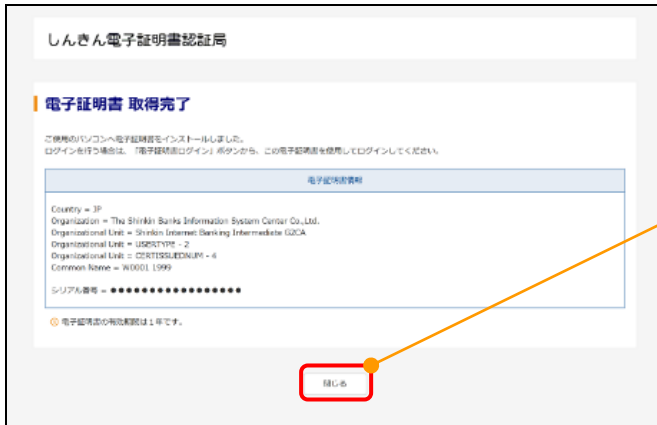 しんきん電子証明書認証局
電子証明書 取得完了
ご使用のパソコンへ電子証明書をインストールしました。
ログインを行う場合は、「電子証明書ログイン」ボタンから、この電子証明書を使用してログインしてください。
電子証明書情報
Country = JP
Organization = The Shinkin Banks Information System Center Co.,Ltd.
Organizational Unit = Shinkin Internet Banking Intermediate G2CA
Organizational Unit = USERTYPE - 2
Organizational Unit = CERTISSUEDNUM - 4
Common Name = W0001 1999
シリアル番号 = ●●●●●●●●●●●●●●●●●
電子証明書の有効期限は1年です。
閉じる